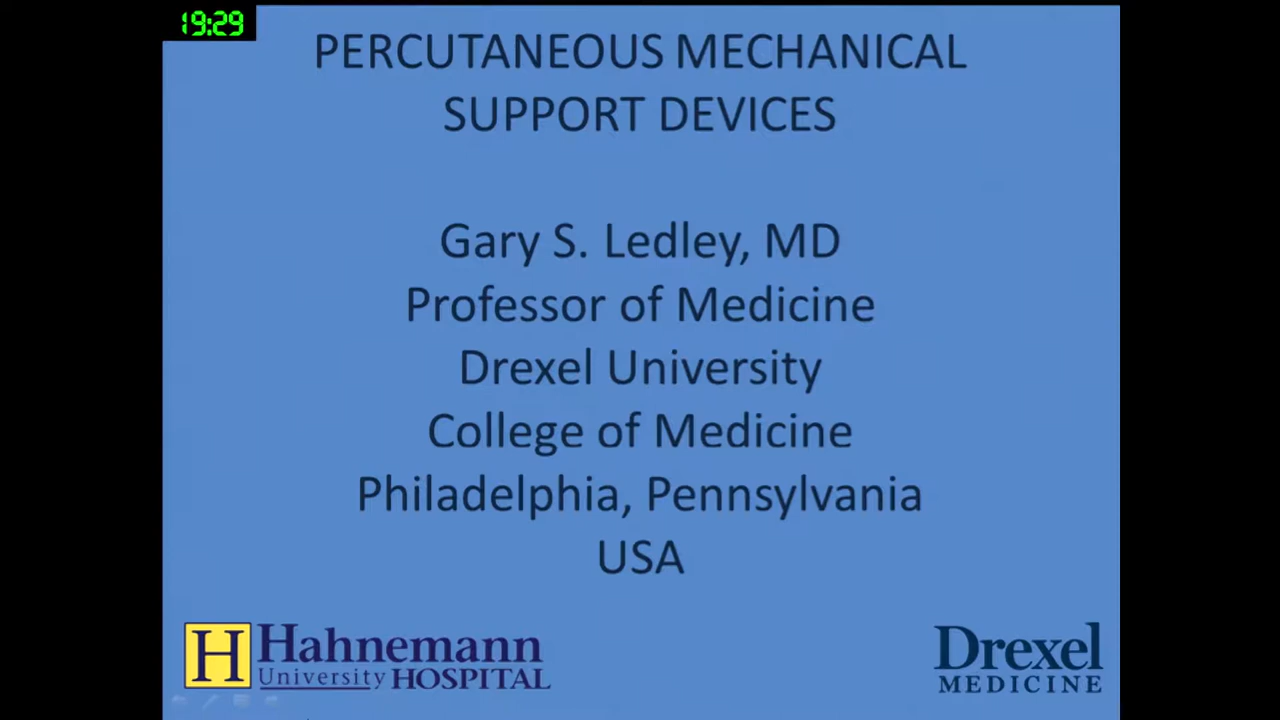 19:29
PERCUTANEOUS MECHANICAL
SUPPORT DEVICES
Gary S. Ledley, MD
Professor of Medicine
Drexel University
College of Medicine
Philadelphia, Pennsylvania
USA
H Hahnemann
University HOSPITAL
Drexel
MEDICINE